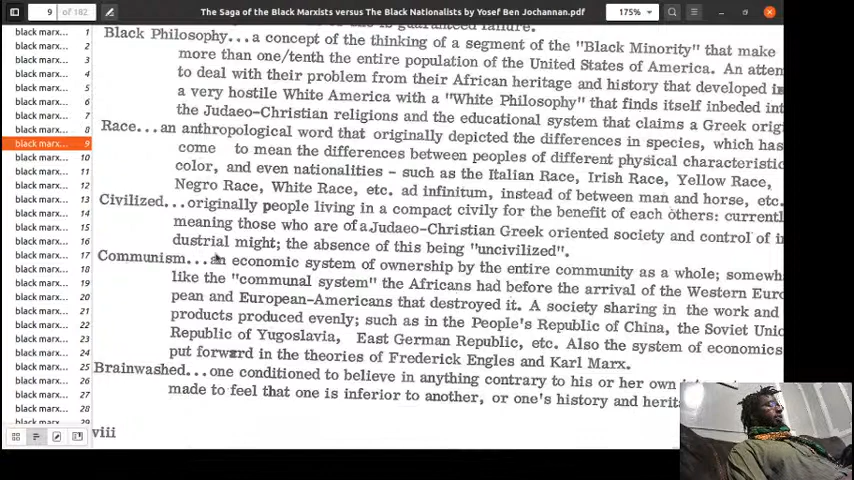 9 of 182
The Saga of the Black Marxists versus The Black Nationalists by Yosef Ben Jochannan.pdf
175%
black marx... 1
black marx... 2
black marx... 3
black marx... 4
black marx... 5
black marx... 6
black marx... 7
black marx... 8
black marx... 9
black marx... 10
black marx... 11
black marx... 12
black marx... 13
black marx... 14
black marx... 15
black marx... 16
black marx... 17
black marx... 18
black marx... 19
black marx... 20
black marx... 21
black marx... 22
black marx... 23
black marx... 24
black marx... 25
black marx... 26
black marx... 27
black marx... 28
is guaranteed failure.
Black Philosophy...a concept of the thinking of a segment of the "Black Minority" that make
more than one/tenth the entire population of the United States of America. An atten
to deal with their problem from their African heritage and history that developed i
a very hostile White America with a "White Philosophy" that finds itself inbeded int
the Judaeo-Christian religions and the educational system that claims a Greek orig
Race...an anthropological word that originally depicted the differences in species, which has
come to mean the differences between peoples of different physical characteristic
color, and even nationalities - such as the Italian Race, Irish Race, Yellow Race,
Negro Race, White Race, etc. ad infinitum, instead of between man and horse, etc.
Civilized...originally people living in a compact civily for the benefit of each others: current
meaning those who are of a Judaeo-Christian Greek oriented society and control of in
dustrial might; the absence of this being "uncivilized".
Communism...an economic system of ownership by the entire community as a whole; somewh
like the "communal system" the Africans had before the arrival of the Western Euro
pean and European-Americans that destroyed it. A society sharing in the work and
products produced evenly; such as in the People's Republic of China, the Soviet Unio
Republic of Yugoslavia, East German Republic, etc. Also the system of economics
put forward in the theories of Frederick Engles and Karl Marx.
Brainwashed...one conditioned to believe in anything contrary to his or her own
made to feel that one is inferior to another, or one's history and herit
viii